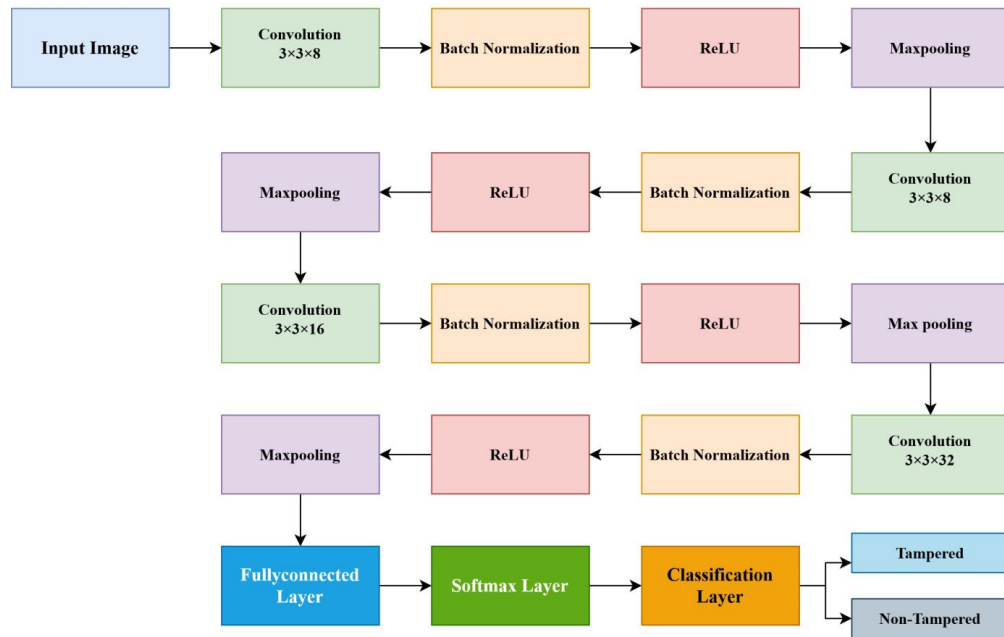 Input Image
Convolution
3×3×8
Batch Normalization
ReLU
Maxpooling
Convolution
3×3×8
Batch Normalization
ReLU
Maxpooling
Convolution
3×3×16
Batch Normalization
ReLU
Max pooling
Convolution
3×3×32
Batch Normalization
ReLU
Maxpooling
Fullyconnected
Layer
Softmax Layer
Classification
Layer
Tampered
Non-Tampered